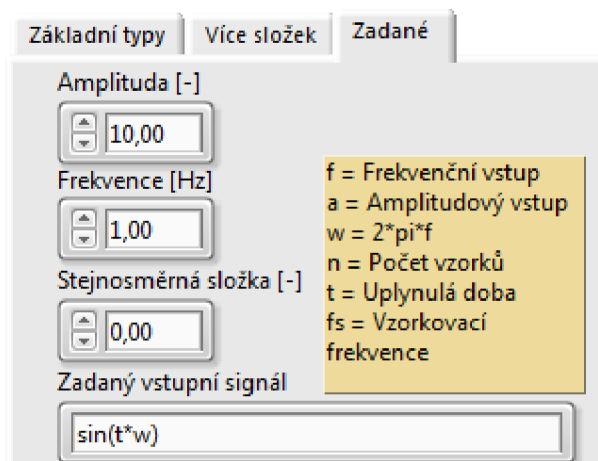 Základní typy
Více složek
Zadané
Amplituda [-]
10,00
Frekvence [Hz]
1,00
Stejnosměrná složka [-]
0,00
f = Frekvenční vstup
a = Amplitudový vstup
w = 2*pi*f
n = Počet vzorků
t = Uplynulá doba
fs = Vzorkovací
frekvence
Zadaný vstupní signál
sin(t*w)